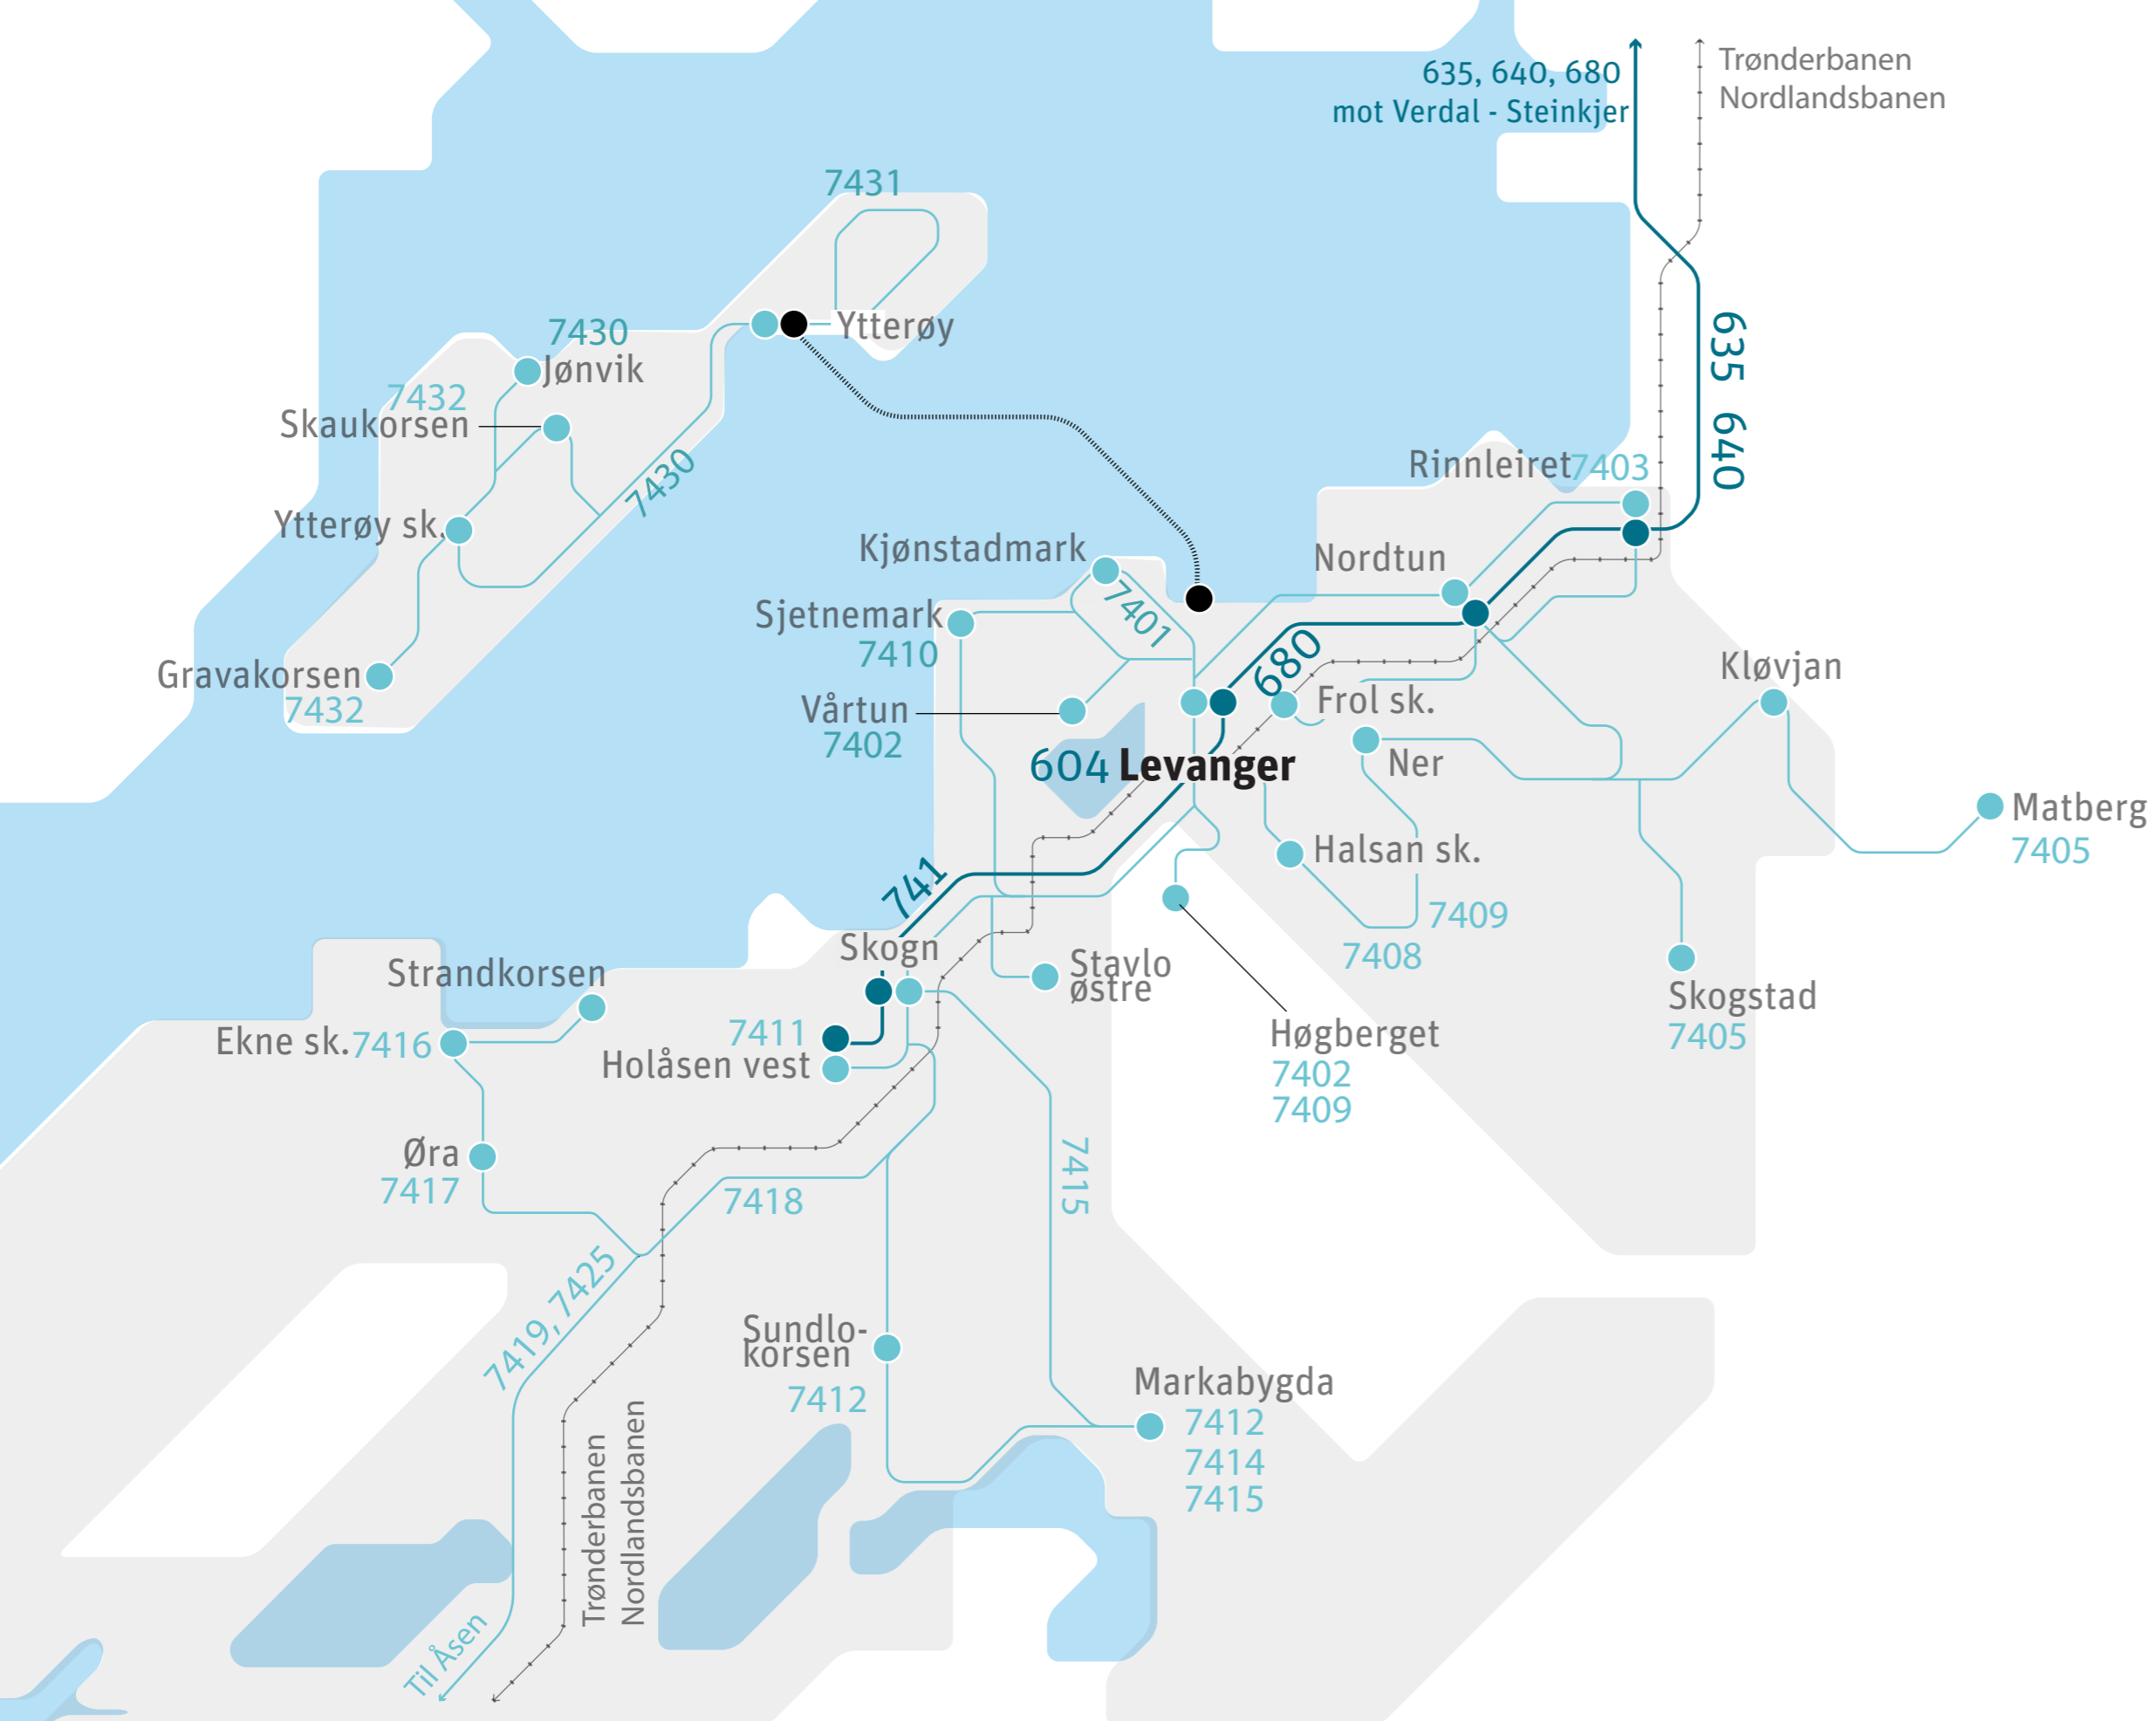 635, 640, 680
mot Verdal - Steinkjer
Trønderbanen
Nordlandsbanen
7431
Ytterøy
7430
Jønvik
7432
Skaukorsen
7430
Ytterøy sk.
Gravakorsen
7432
635 640
Rinnleiret 7403
Nordtun
Kjønstadmark
7401
Sjetnemark
7410
680
Vårtun
7402
Frol sk.
Kløvjan
604 Levanger
Ner
Matberg
7405
Halsan sk.
7409
7408
741
Skogn
Stavlo
østre
Strandkorsen
Skogstad
7405
Ekne sk. 7416
7411
Holåsen vest
Høgberget
7402
7409
Øra
7417
7418
7415
7419, 7425
Sundlo-
korsen
7412
Markabygda
7412
7414
7415
Trønderbanen
Nordlandsbanen
Til Åsen